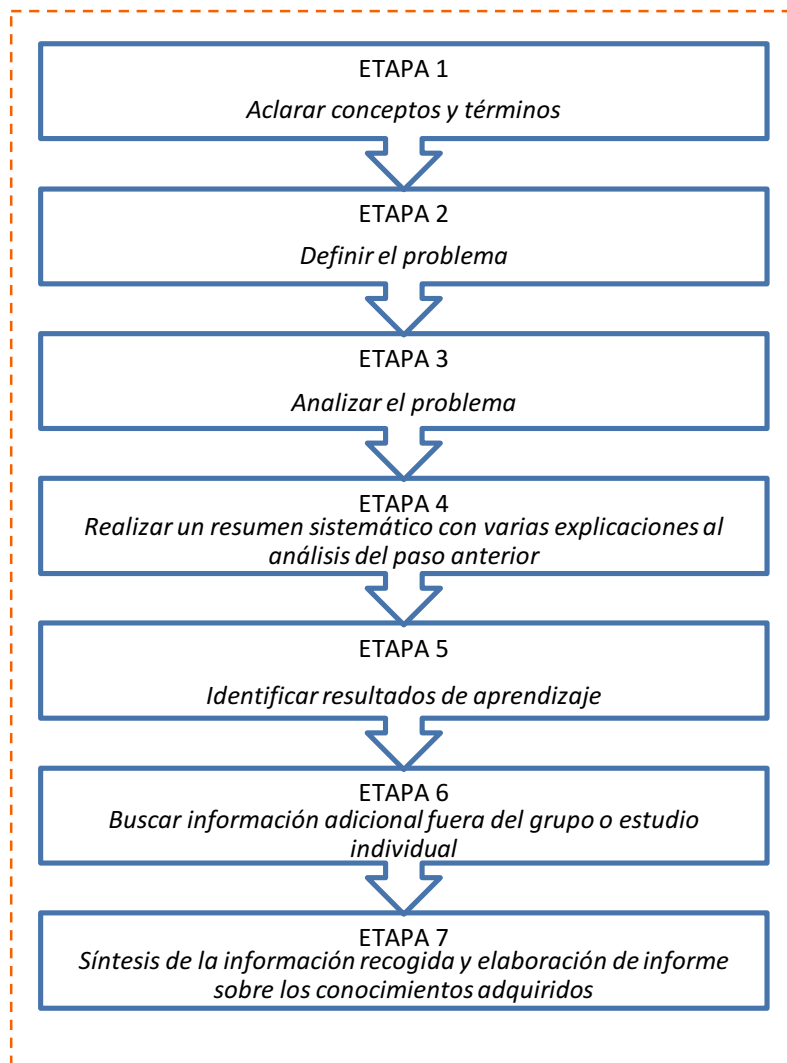 ETAPA 1
Aclarar conceptos y términos
ETAPA 2
Definir el problema
ETAPA 3
Analizar el problema
ETAPA 4
Realizar un resumen sistemático con varias explicaciones al
análisis del paso anterior
ETAPA 5
Identificar resultados de aprendizaje
ETAPA 6
Buscar información adicional fuera del grupo o estudio
individual
ETAPA 7
Síntesis de la información recogida y elaboración de informe
sobre los conocimientos adquiridos